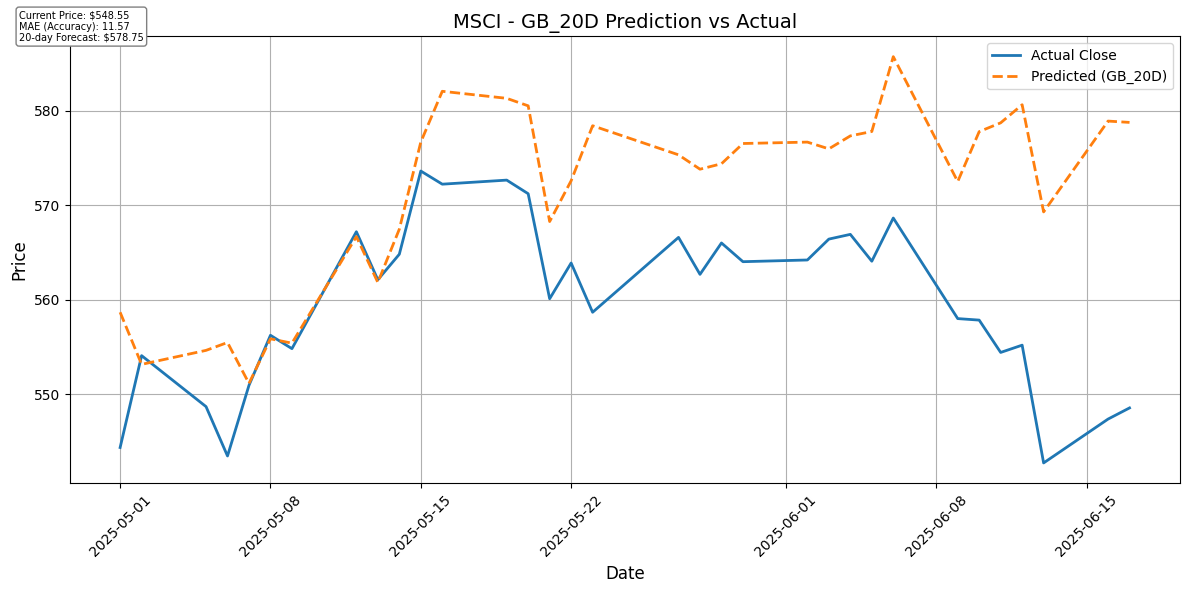 MSCI - GB_20D Prediction vs Actual
Current Price: $548.55
MAE (Accuracy): 11.57
20-day Forecast: $578.75
Actual Close
Predicted (GB_20D)
Price
580
570
560
550
2025-05-01
2025-05-08
2025-05-15
2025-05-22
2025-06-01
2025-06-08
2025-06-15
Date